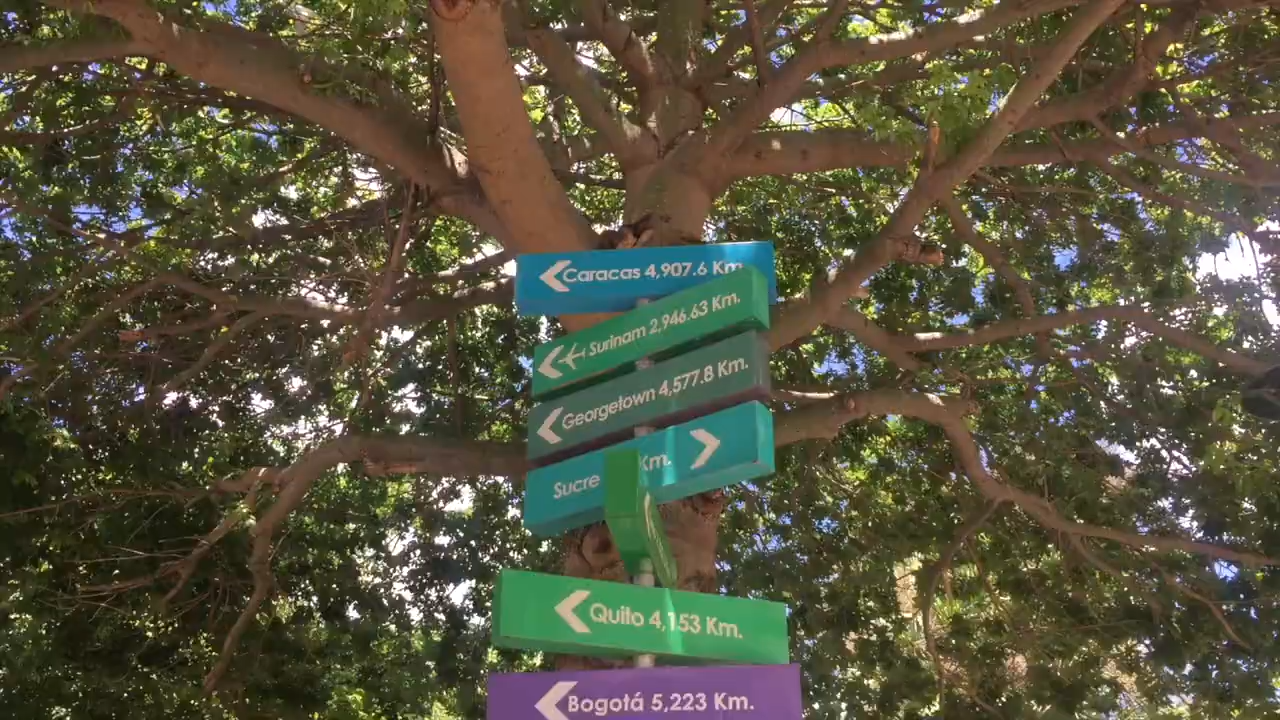 Caracas 4,907.6 Km.
Surinam 2,946.63 Km.
Georgetown 4,577.8 Km.
Sucre Km.
Quito 4,153 Km.
Bogotá 5,223 Km.